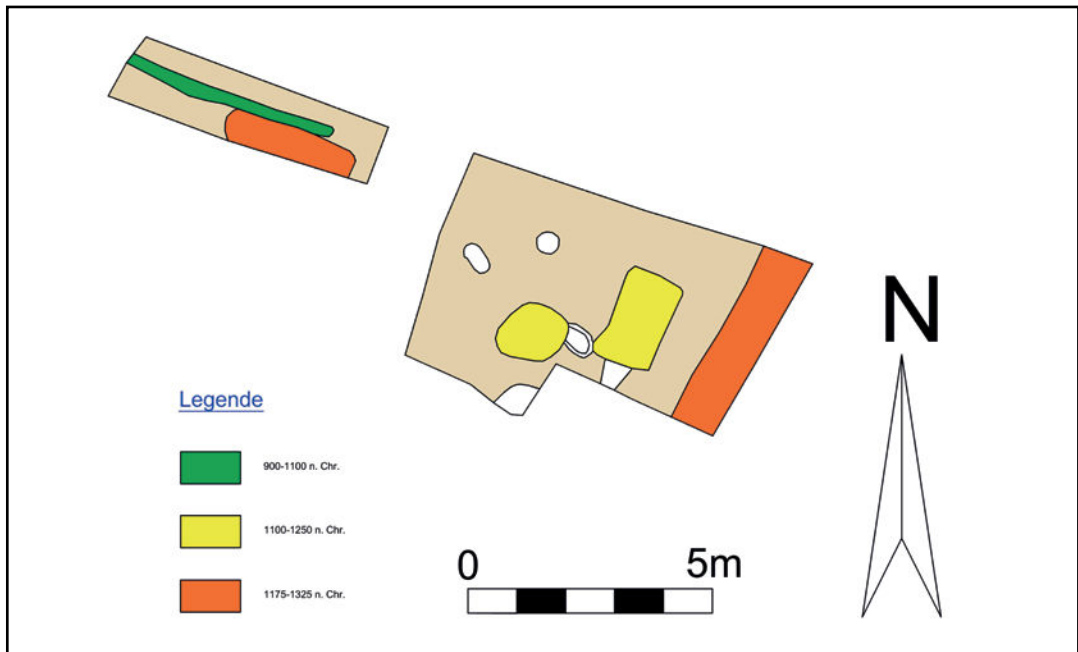 N
Legende
900-1100 n. Chr.
1100-1250 n. Chr.
1175-1325 n. Chr.
0 5m